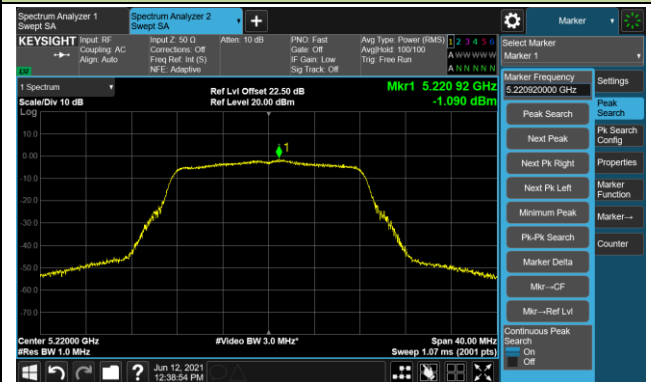 Spectrum Analyzer 1
Swept SA
Spectrum Analyzer 2
Swept SA
Marker
KEYSIGHT
Input: RF
Coupling: AC
Align: Auto
Input Z: 50 Ω
Corrections: Off
Freq Ref: Int (S)
NFE: Adaptive
Atten: 10 dB
PNO: Fast
Gate: Off
IF Gain: Low
Sig Track: Off
Avg Type: Power (RMS)
Avg|Hold: 100/100
Trig: Free Run
1 2 3 4 5 6
A W W W W W
A N N N N N
Select Marker
Marker 1
1 Spectrum
Scale/Div 10 dB
Log
Ref Lvl Offset 22.50 dB
Ref Level 20.00 dBm
Mkr1 5.220 92 GHz
-1.090 dBm
Marker Frequency
5.220920000 GHz
Peak Search
Next Peak
Next Pk Right
Next Pk Left
Minimum Peak
Pk-Pk Search
Marker Delta
Mkr→CF
Mkr→Ref Lvl
Continuous Peak
Search
On
Off
Settings
Peak
Search
Pk Search
Config
Properties
Marker
Function
Marker→
Counter
1
10.0
0.00
-10.0
-20.0
-30.0
-40.0
-50.0
-60.0
-70.0
Center 5.22000 GHz
#Res BW 1.0 MHz
#Video BW 3.0 MHz*
Span 40.00 MHz
Sweep 1.07 ms (2001 pts)
?
Jun 12, 2021
12:38:54 PM